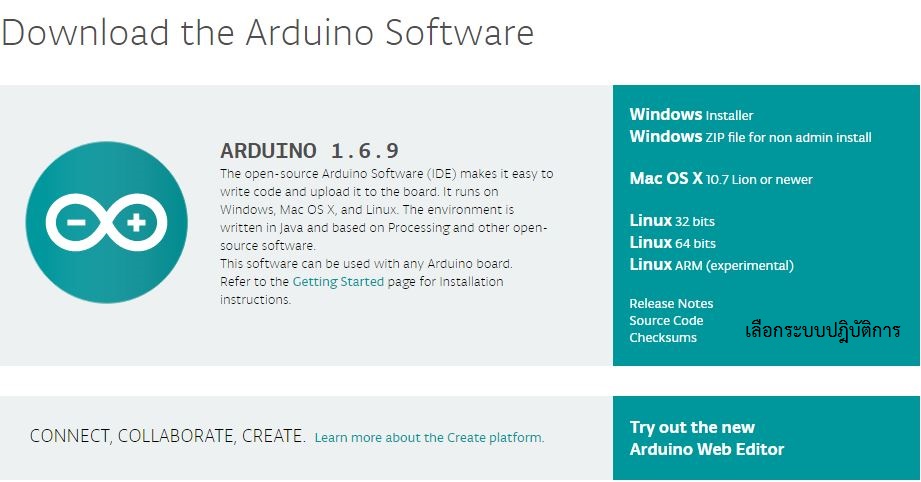 Download the Arduino Software
ARDUINO 1.6.9
The open-source Arduino Software (IDE) makes it easy to
write code and upload it to the board. It runs on
Windows, Mac OS X, and Linux. The environment is
written in Java and based on Processing and other open-
source software.
This software can be used with any Arduino board.
Refer to the Getting Started page for Installation
instructions.
Windows Installer
Windows ZIP file for non admin install
Mac OS X 10.7 Lion or newer
Linux 32 bits
Linux 64 bits
Linux ARM (experimental)
Release Notes
Source Code
Checksums
เลือกระบบปฎิบัติการ
CONNECT, COLLABORATE, CREATE. Learn more about the Create platform.
Try out the new
Arduino Web Editor